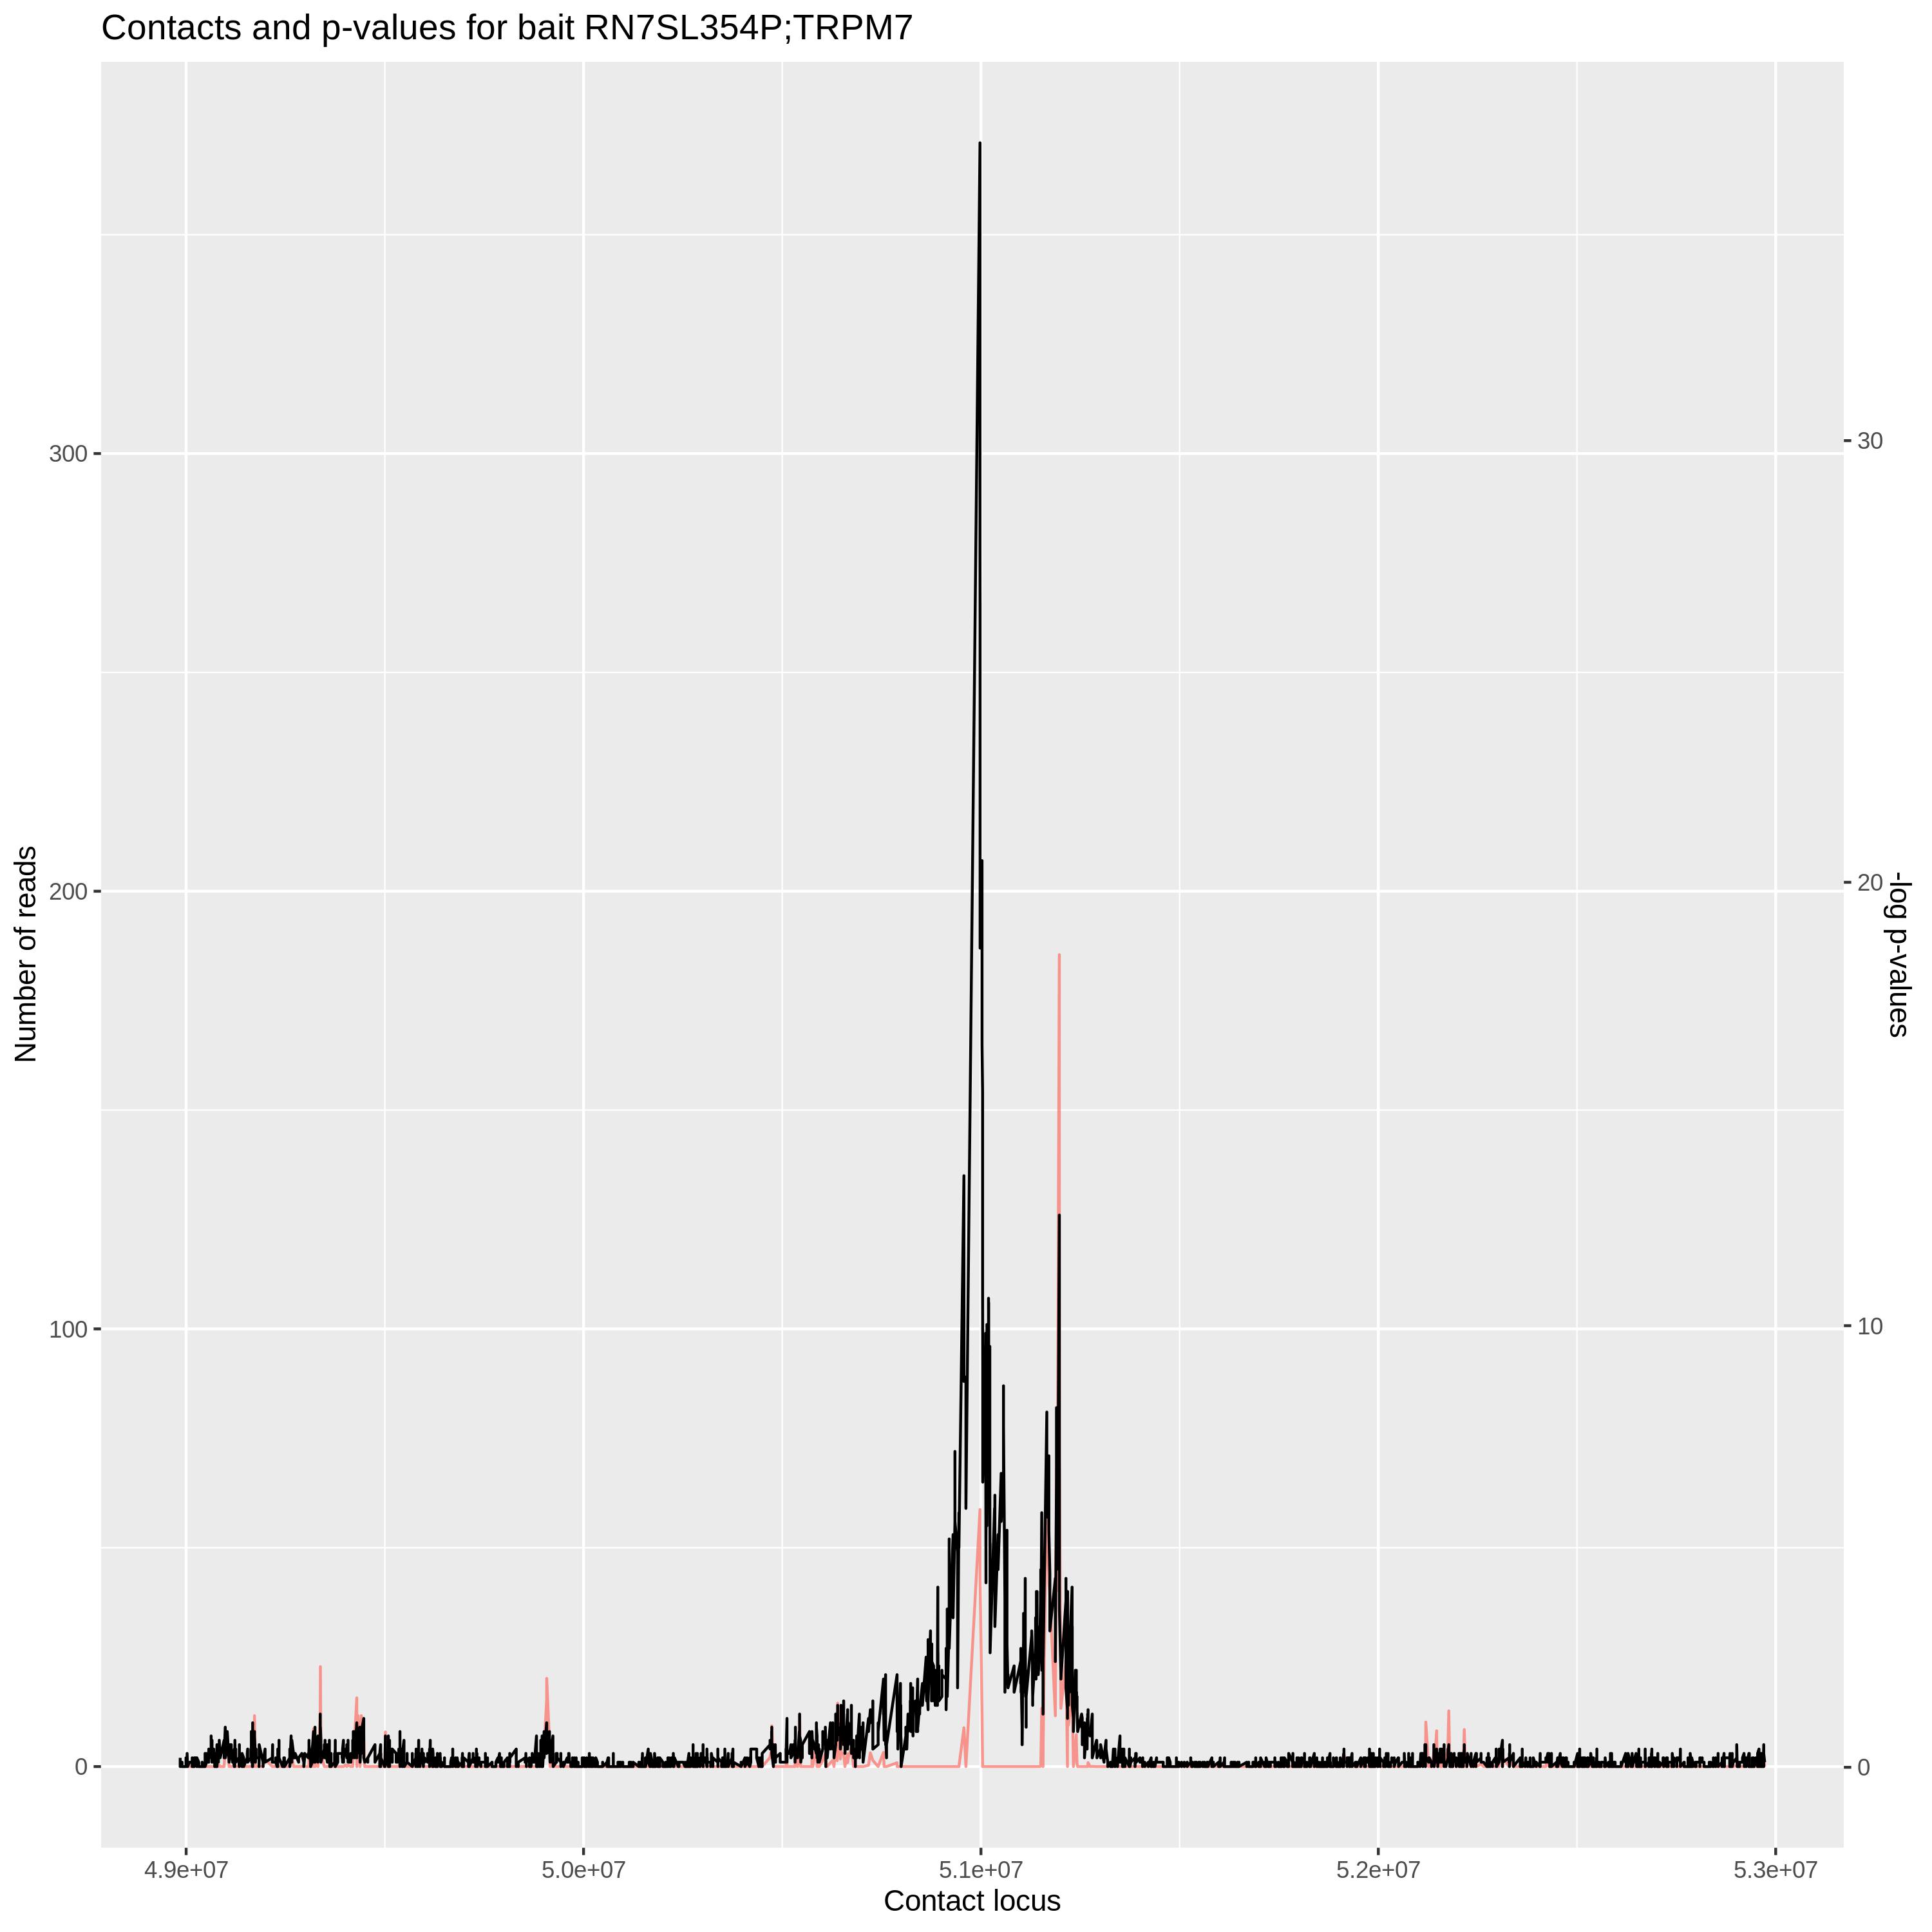 Contacts and p-values for bait RN7SL354P;TRPM7
Number of reads
300
200
100
0
30
20
10
0
-log p-values
4.9e+07 5.0e+07 5.1e+07 5.2e+07 5.3e+07
Contact locus